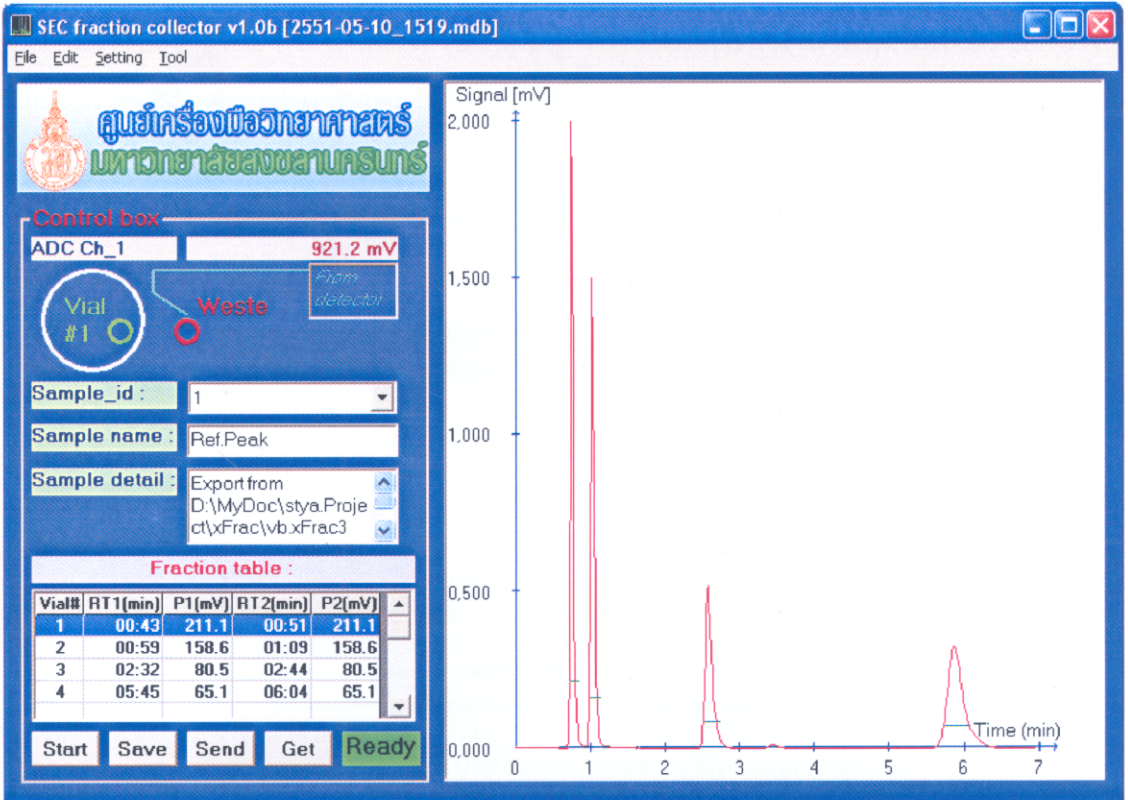 SEC fraction collector v1.0b [2551-05-10_1519.mdb]
File Edit Setting Tool
ศูนย์เครื่องมือวิทยาศาสตร์
มหาวิทยาลัยสงขลานครินทร์
Control box
ADC Ch_1 921.2 mV
From
detector
Vial
#1
Weste
Sample_id : 1
Sample name : Ref.Peak
Sample detail : Export from
D:\MyDoc\stya.Proje
ct\xFrac\vb.xFrac3
Fraction table :
Vial# RT1(min) P1(mV) RT2(min) P2(mV)
1 00:43 211.1 00:51 211.1
2 00:59 158.6 01:09 158.6
3 02:32 80.5 02:44 80.5
4 05:45 65.1 06:04 65.1
Start Save Send Get Ready
Signal [mV]
2,000
1,500
1,000
0,500
0,000
Time (min)
0 1 2 3 4 5 6 7